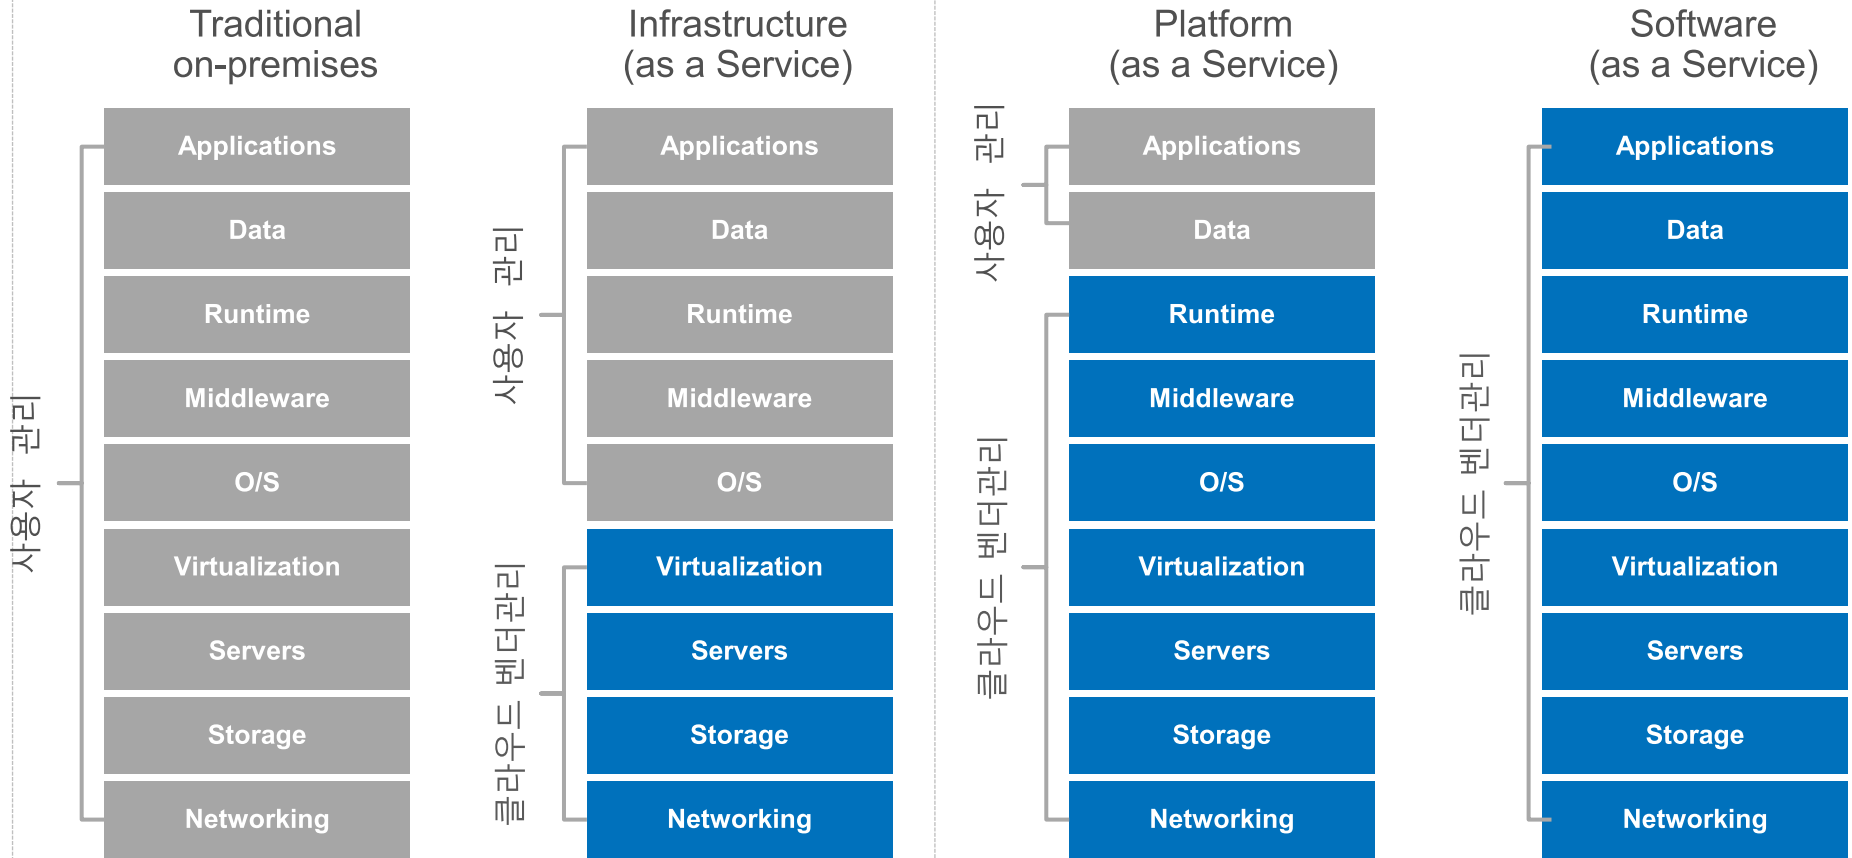 Traditional
on-premises
사용자 관리
Applications
Data
Runtime
Middleware
O/S
Virtualization
Servers
Storage
Networking
Infrastructure
(as a Service)
사용자 관리
클라우드 벤더관리
Applications
Data
Runtime
Middleware
O/S
Virtualization
Servers
Storage
Networking
Platform
(as a Service)
사용자 관리
클라우드 벤더관리
Applications
Data
Runtime
Middleware
O/S
Virtualization
Servers
Storage
Networking
Software
(as a Service)
클라우드 벤더관리
Applications
Data
Runtime
Middleware
O/S
Virtualization
Servers
Storage
Networking